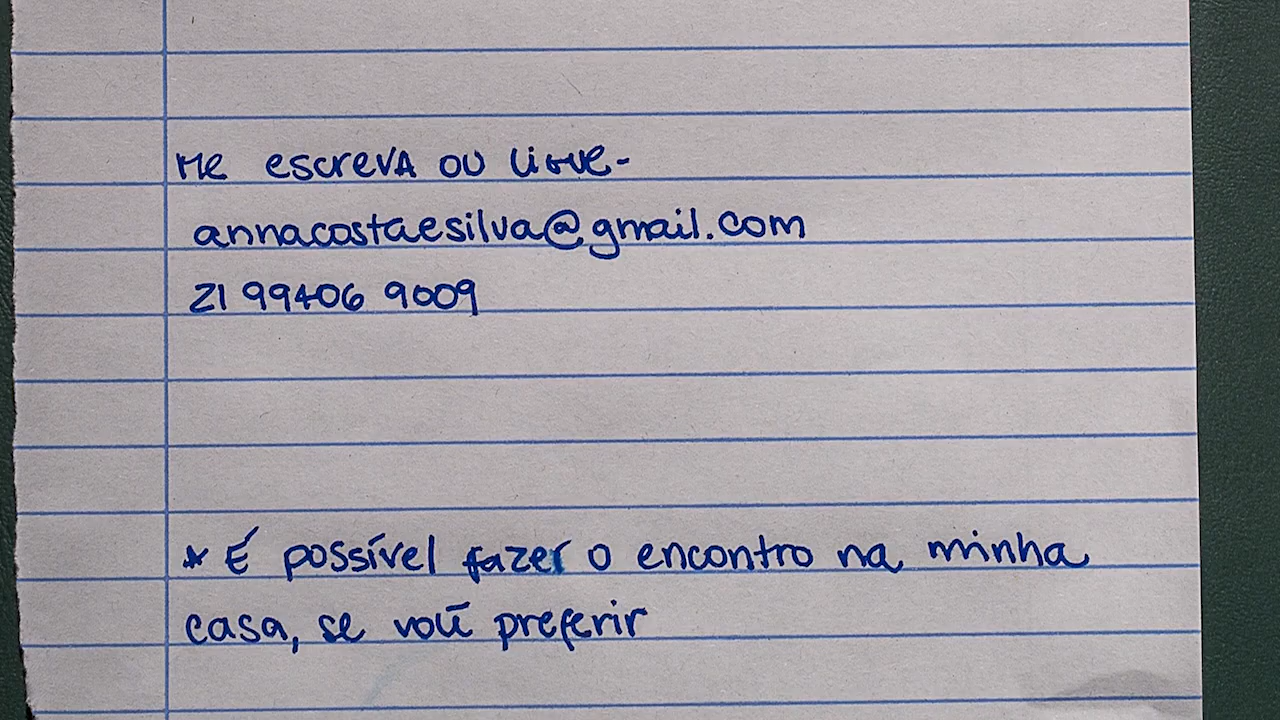 Me escreva ou ligue-
annacostaesilva@gmail.com
21 99406 9009
* É possível fazer o encontro na minha
casa, se você preferir